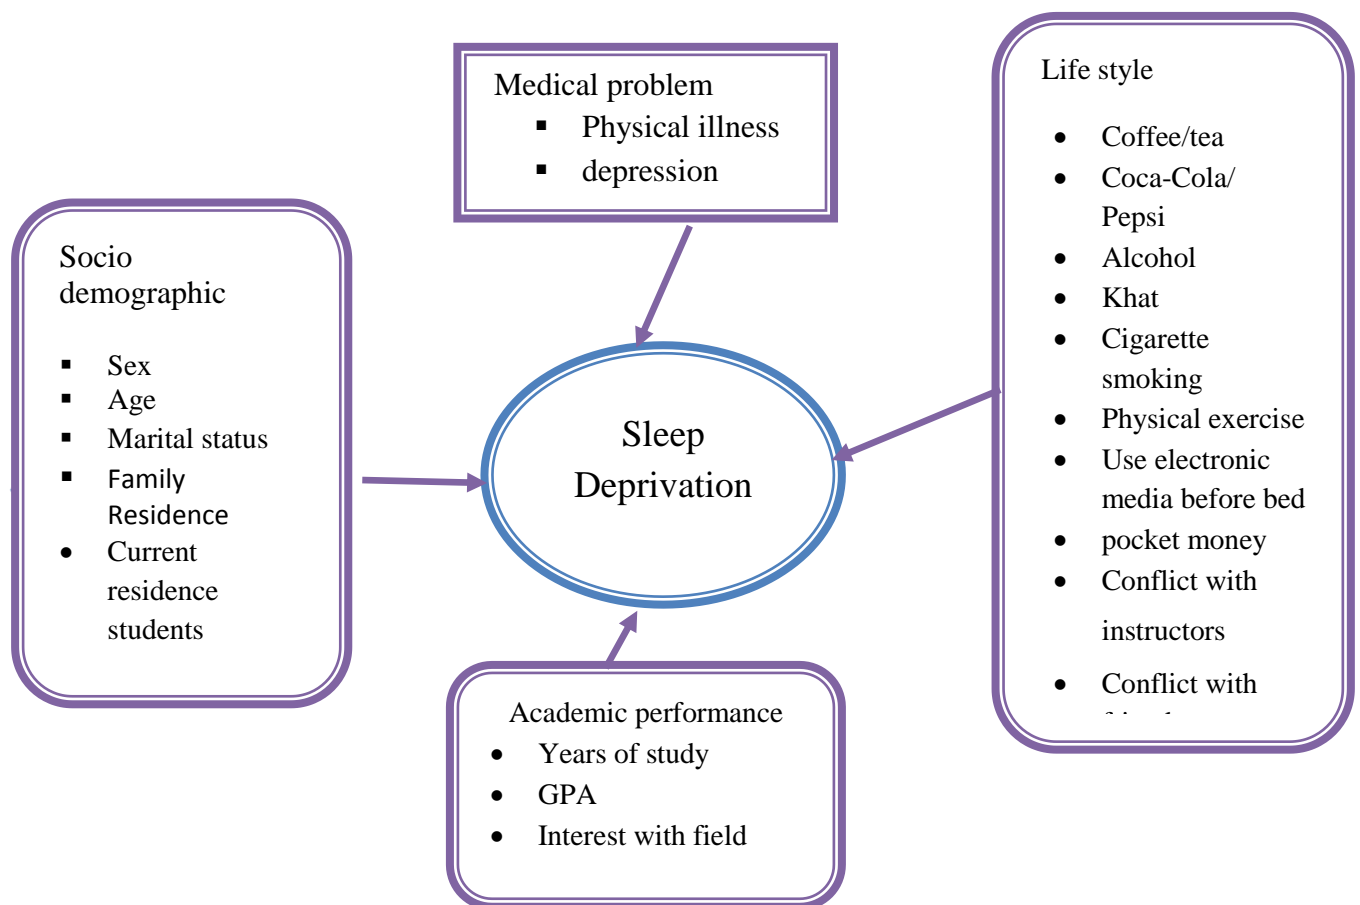 Medical problem
▪ Physical illness
▪ depression
Life style
● Coffee/tea
● Coca-Cola/
Pepsi
● Alcohol
● Khat
● Cigarette
smoking
● Physical exercise
● Use electronic
media before bed
● pocket money
● Conflict with
instructors
● Conflict with
Socio
demographic
▪ Sex
▪ Age
▪ Marital status
▪ Family
Residence
● Current
residence
students
Sleep
Deprivation
Academic performance
● Years of study
● GPA
● Interest with field